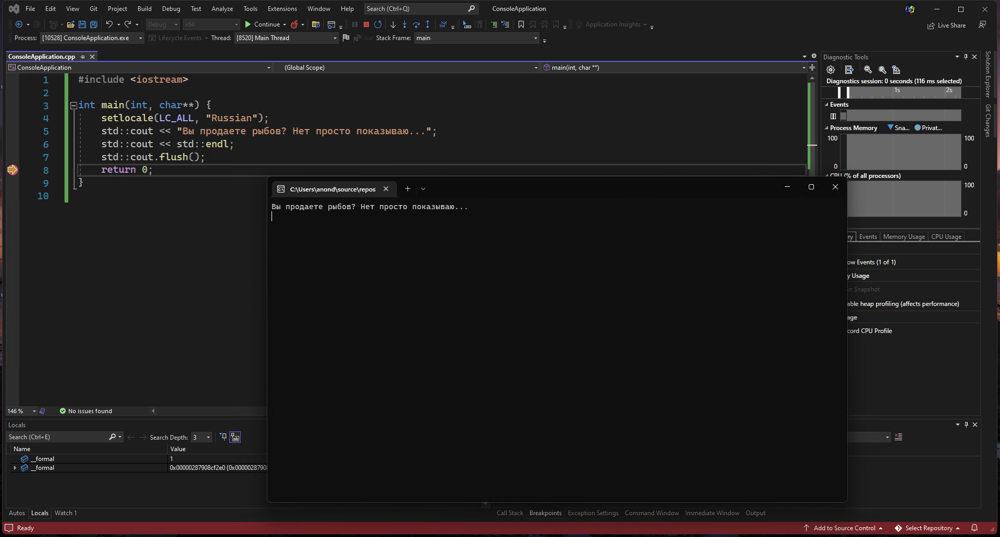 File Edit View Git Project Build Debug Test Analyze Tools Extensions Window Help Search (Ctrl+Q) ConsoleApplication
Debug x64 Continue Application Insights Live Share
Process: [10528] ConsoleApplication.exe Lifecycle Events Thread: [8520] Main Thread Stack Frame: main
ConsoleApplication.cpp
ConsoleApplication (Global Scope) main(int, char **)
1 #include <iostream>
2
3 int main(int, char**) {
4 setlocale(LC_ALL, "Russian");
5 std::cout << "Вы продаете рыбов? Нет просто показываю...";
6 std::cout << std::endl;
7 std::cout.flush();
8 return 0;
9 }
10
C:\Users\anond\source\repos
Вы продаете рыбов? Нет просто показываю...
Diagnostic Tools
Diagnostics session: 0 seconds (116 ms selected)
1s 2s
Events
Process Memory Sna... Privat...
100 100
0 0
CPU (% of all processors)
100
0
ry Events Memory Usage CPU Usage
ow Events (1 of 1)
y Usage
ke Snapshot
able heap profiling (affects performance)
age
cord CPU Profile
Solution Explorer
Git Changes
146 % No issues found
Locals
Search (Ctrl+E) Search Depth: 3
Name Value
__formal 1
__formal 0x00000287908cf2e0 {0x0000028790
Autos Locals Watch 1
Call Stack Breakpoints Exception Settings Command Window Immediate Window Output
Ready Add to Source Control Select Repository